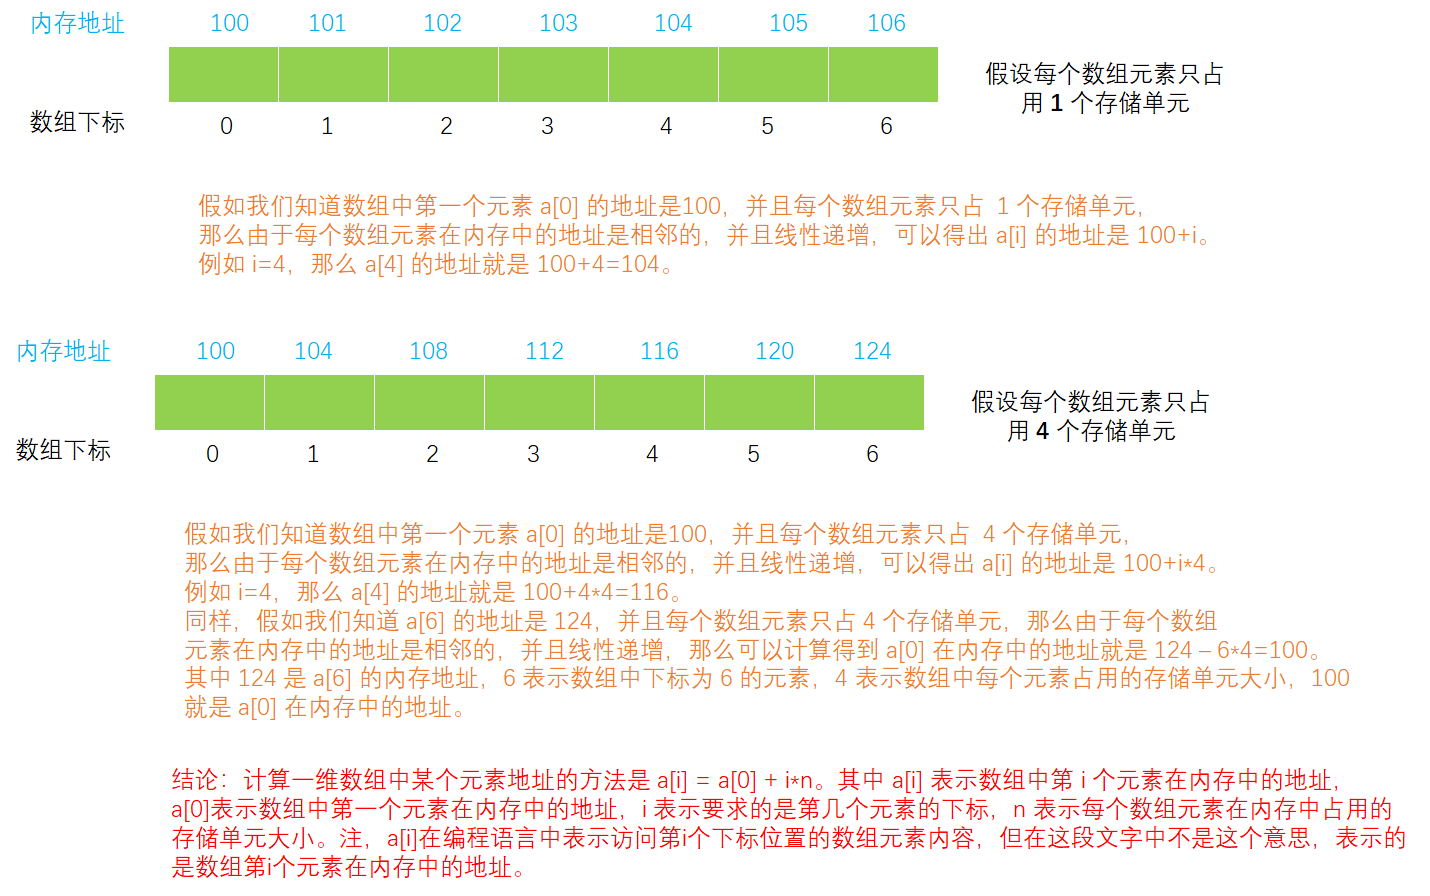 内存地址 100 101 102 103 104 105 106
假设每个数组元素只占
用 1 个存储单元
数组下标 0 1 2 3 4 5 6
假如我们知道数组中第一个元素 a[0] 的地址是100，并且每个数组元素只占 1 个存储单元，
那么由于每个数组元素在内存中的地址是相邻的，并且线性递增，可以得出 a[i] 的地址是 100+i。
例如 i=4，那么 a[4] 的地址就是 100+4=104。
内存地址 100 104 108 112 116 120 124
假设每个数组元素只占
用 4 个存储单元
数组下标 0 1 2 3 4 5 6
假如我们知道数组中第一个元素 a[0] 的地址是100，并且每个数组元素只占 4 个存储单元，
那么由于每个数组元素在内存中的地址是相邻的，并且线性递增，可以得出 a[i] 的地址是 100+i*4。
例如 i=4，那么 a[4] 的地址就是 100+4*4=116。
同样，假如我们知道 a[6] 的地址是 124，并且每个数组元素只占 4 个存储单元，那么由于每个数组
元素在内存中的地址是相邻的，并且线性递增，那么可以计算得到 a[0] 在内存中的地址就是 124 – 6*4=100。
其中 124 是 a[6] 的内存地址，6 表示数组中下标为 6 的元素，4 表示数组中每个元素占用的存储单元大小，100
就是 a[0] 在内存中的地址。
结论：计算一维数组中某个元素地址的方法是 a[i] = a[0] + i*n。其中 a[i] 表示数组中第 i 个元素在内存中的地址，
a[0]表示数组中第一个元素在内存中的地址，i 表示要求的是第几个元素的下标，n 表示每个数组元素在内存中占用的
存储单元大小。注，a[i]在编程语言中表示访问第i个下标位置的数组元素内容，但在这段文字中不是这个意思，表示的
是数组第i个元素在内存中的地址。